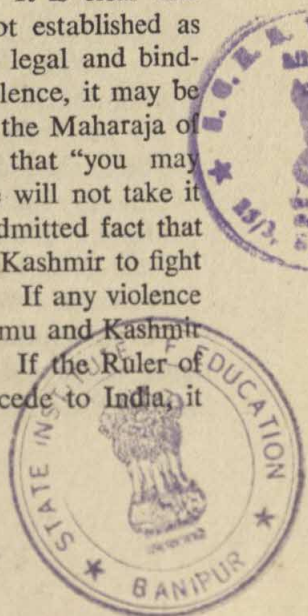 ot established as
legal and bind-
lence, it may be
the Maharaja of
that "you may
e will not take it
dmitted fact that
Kashmir to fight
If any violence
mu and Kashmir
If the Ruler of
cede to India, it
STATE INSTITUTE OF EDUCATION
★ BANIPUR ★